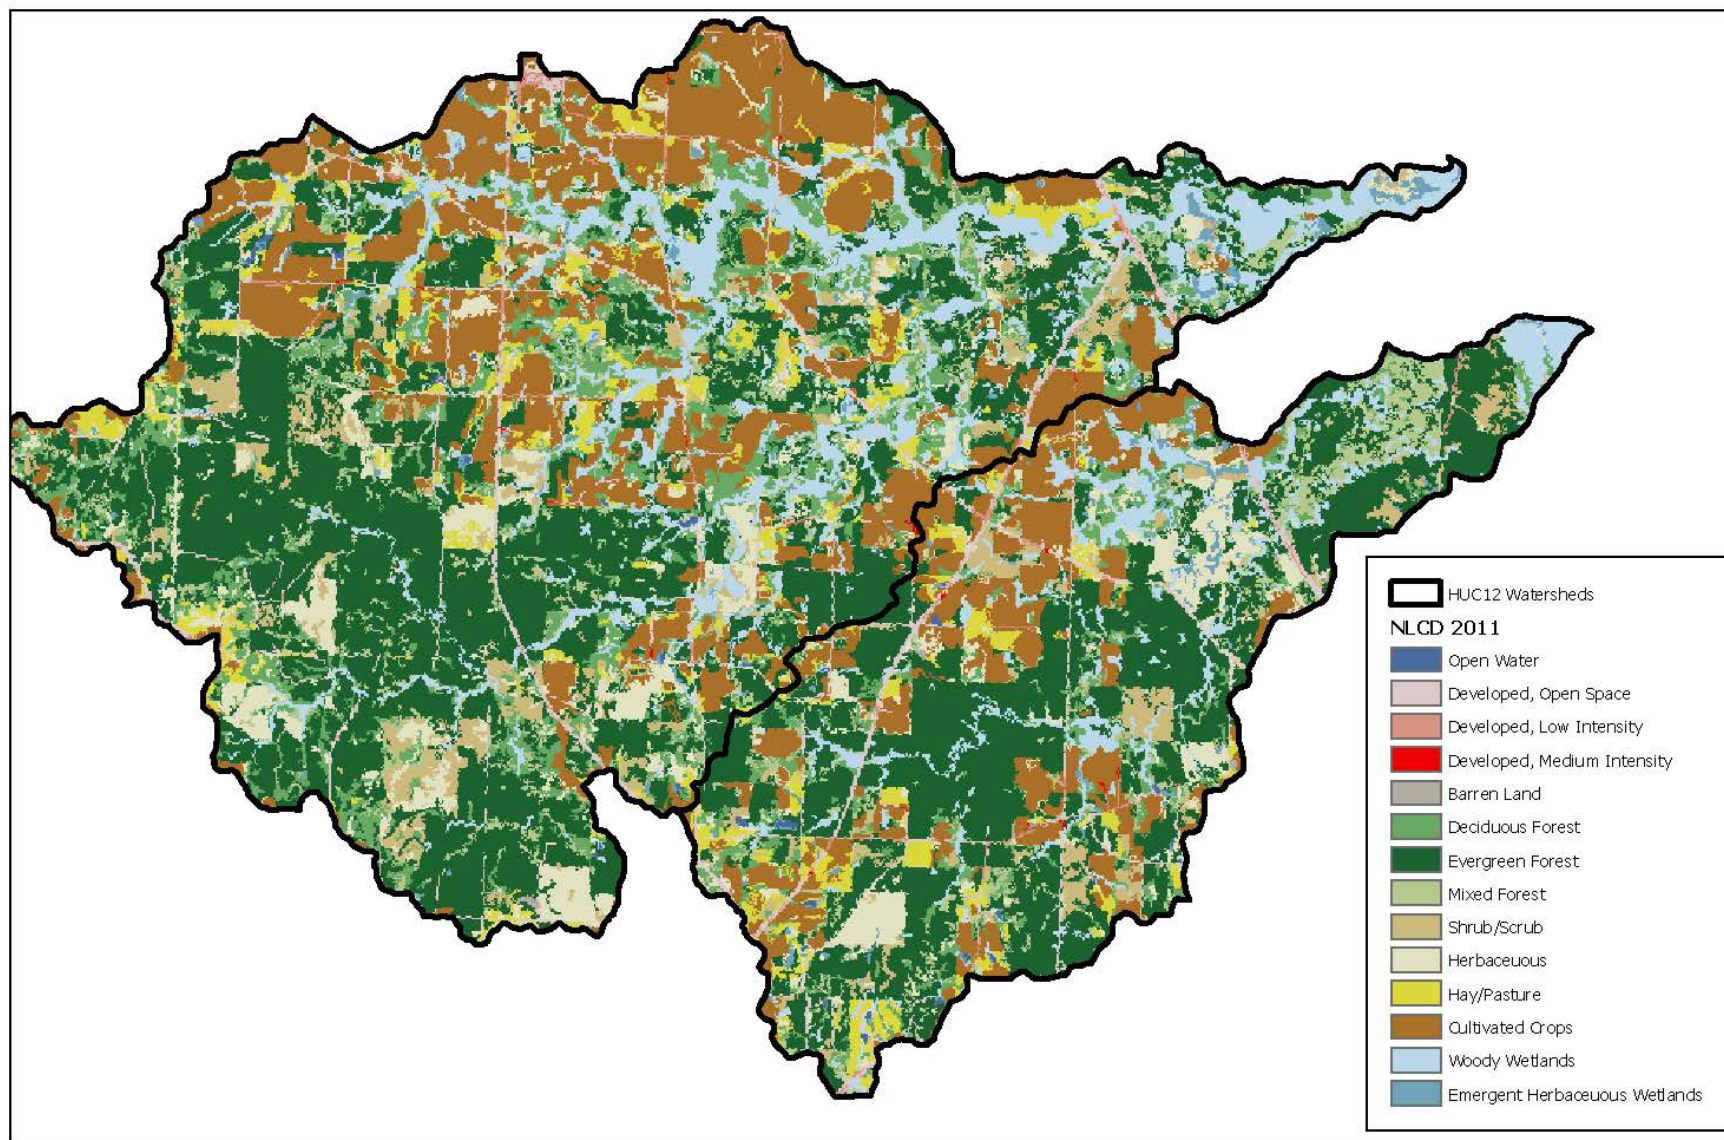 HUC12 Watersheds
NLCD 2011
Open Water
Developed, Open Space
Developed, Low Intensity
Developed, Medium Intensity
Barren Land
Deciduous Forest
Evergreen Forest
Mixed Forest
Shrub/Scrub
Herbaceuous
Hay/Pasture
Cultivated Crops
Woody Wetlands
Emergent Herbaceuous Wetlands